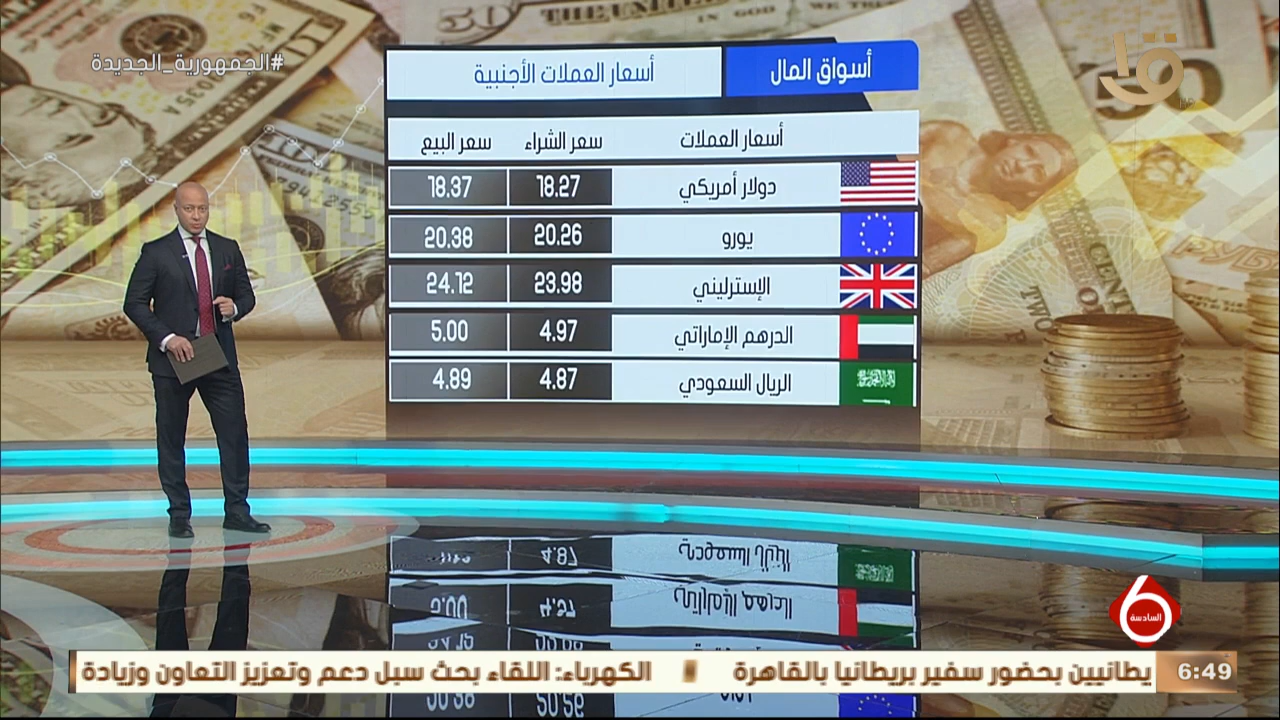 #الجمهورية_الجديدة
أسواق المال
أسعار العملات الأجنبية
أسعار العملات سعر الشراء سعر البيع
دولار أمريكي 18.27 18.37
يورو 20.26 20.38
الإسترليني 23.98 24.12
الدرهم الإماراتي 4.97 5.00
الريال السعودي 4.87 4.89
6
السادسة
6:49
يطانيين بحضور سفير بريطانيا بالقاهرة الكهرباء: اللقاء بحث سبل دعم وتعزيز التعاون وزيادة